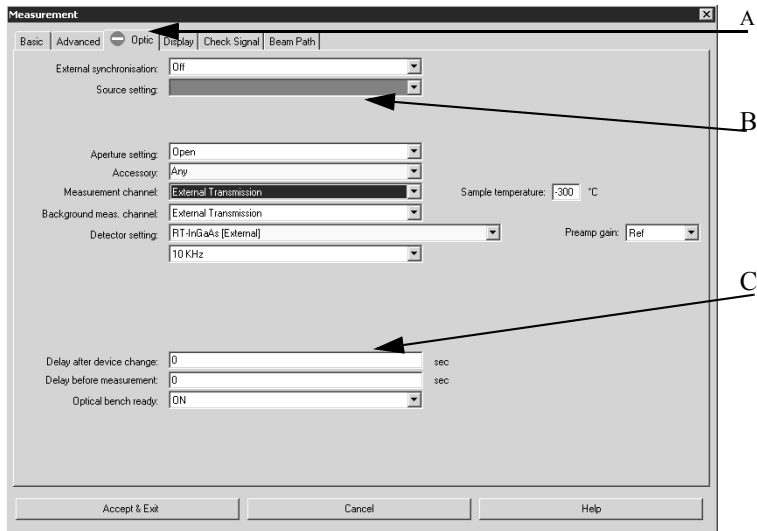 Measurement
A
Basic Advanced Optic Display Check Signal Beam Path
External synchronisation: Off
Source setting:
B
Aperture setting: Open
Accessory: Any
Measurement channel: External Transmission Sample temperature: -300 °C
Background meas. channel: External Transmission
Detector setting: RT-InGaAs [External] Preamp gain: Ref
10 KHz
C
Delay after device change: 0 sec
Delay before measurement: 0 sec
Optical bench ready: ON
Accept & Exit Cancel Help